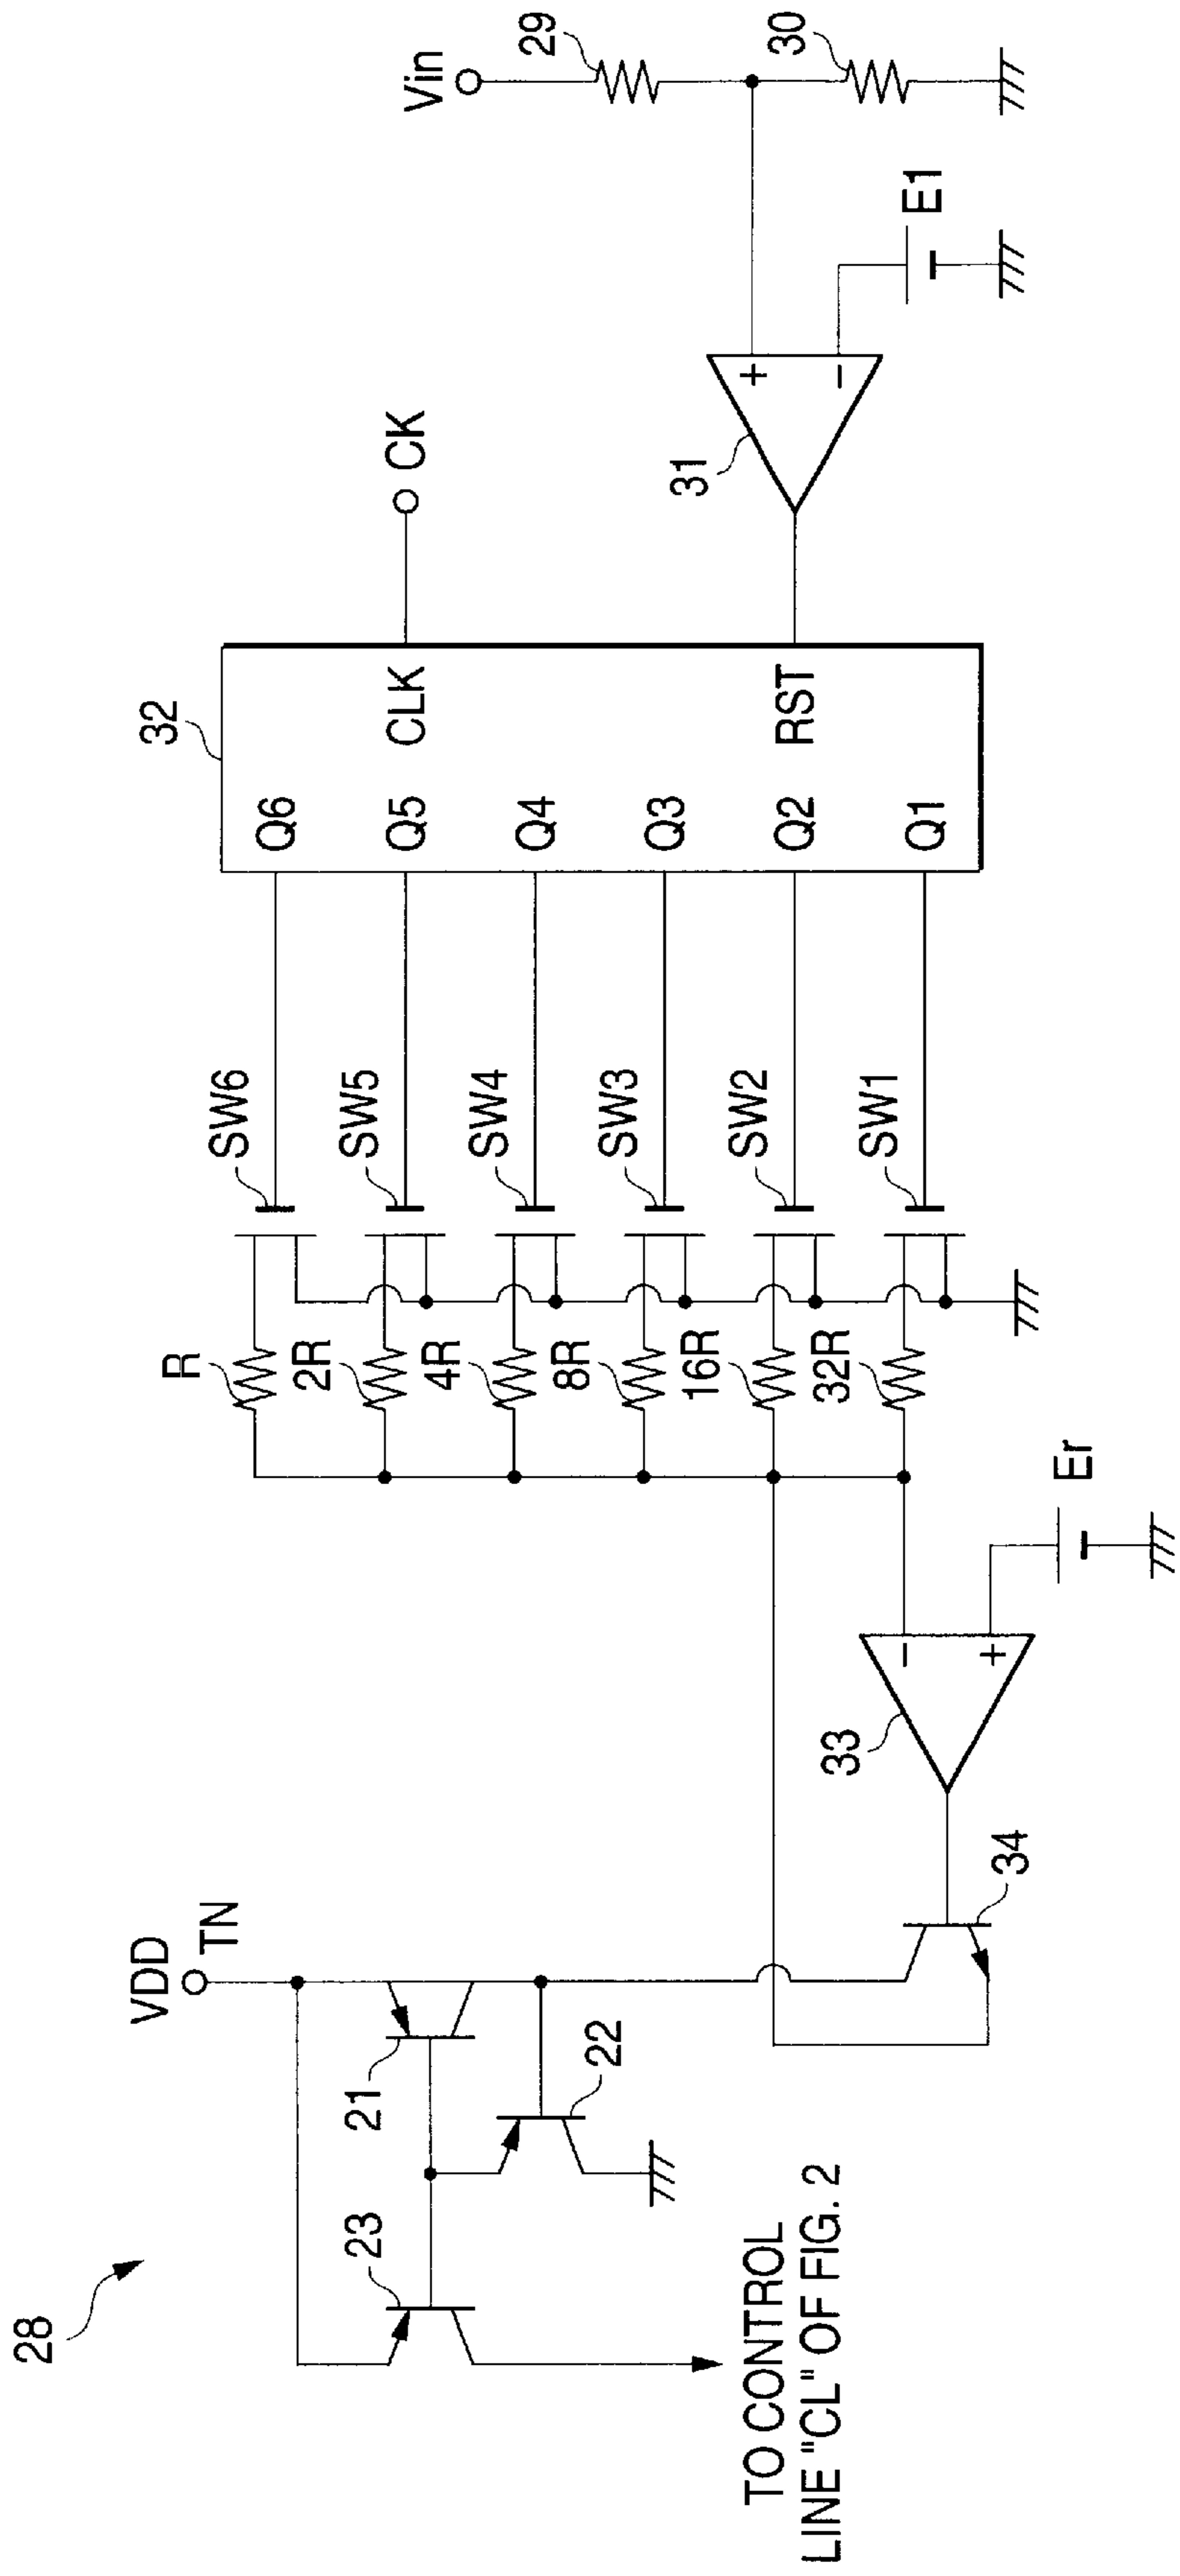 28
VDD
TN
23
21
22
TO CONTROL
LINE "CL" OF FIG. 2
34
33
Er
R
2R
4R
8R
16R
32R
SW6
SW5
SW4
SW3
SW2
SW1
32
Q6
Q5
Q4
Q3
Q2
Q1
CLK
RST
CK
31
+
−
−
+
E1
Vin
29
30